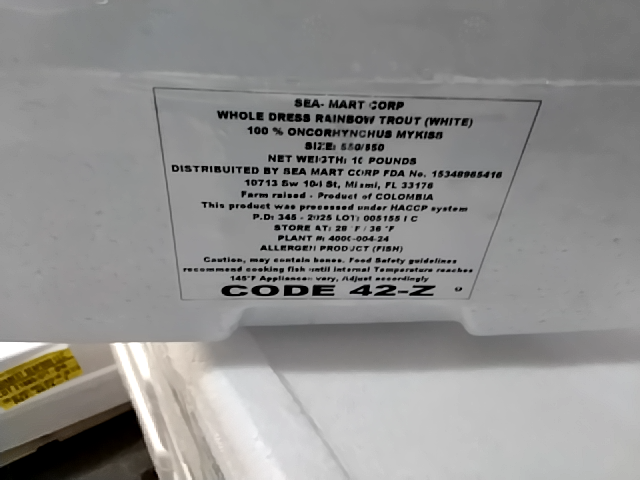 SEA- MART CORP
WHOLE DRESS RAINBOW TROUT (WHITE)
100 % ONCORHYNCHUS MYKISS
SIZE: 550/850
NET WEIGTH: 10 POUNDS
DISTRIBUITED BY SEA MART CORP FDA No. 15348965416
10713 Sw 104 St, Miami, FL 33176
Farm raised - Product of COLOMBIA
This product was processed under HACCP system
P.D: 345 - 2025 LOT: 005155 I C
STORE AT: 28 °F / 36 °F
PLANT #: 4000-004-24
ALLERGEN PRODUCT (FISH)
Caution, may contain bones. Food Safety guidelines
recommend cooking fish until internal Temperature reaches
145°F Appliances vary, Adjust accordingly
CODE 42-Z